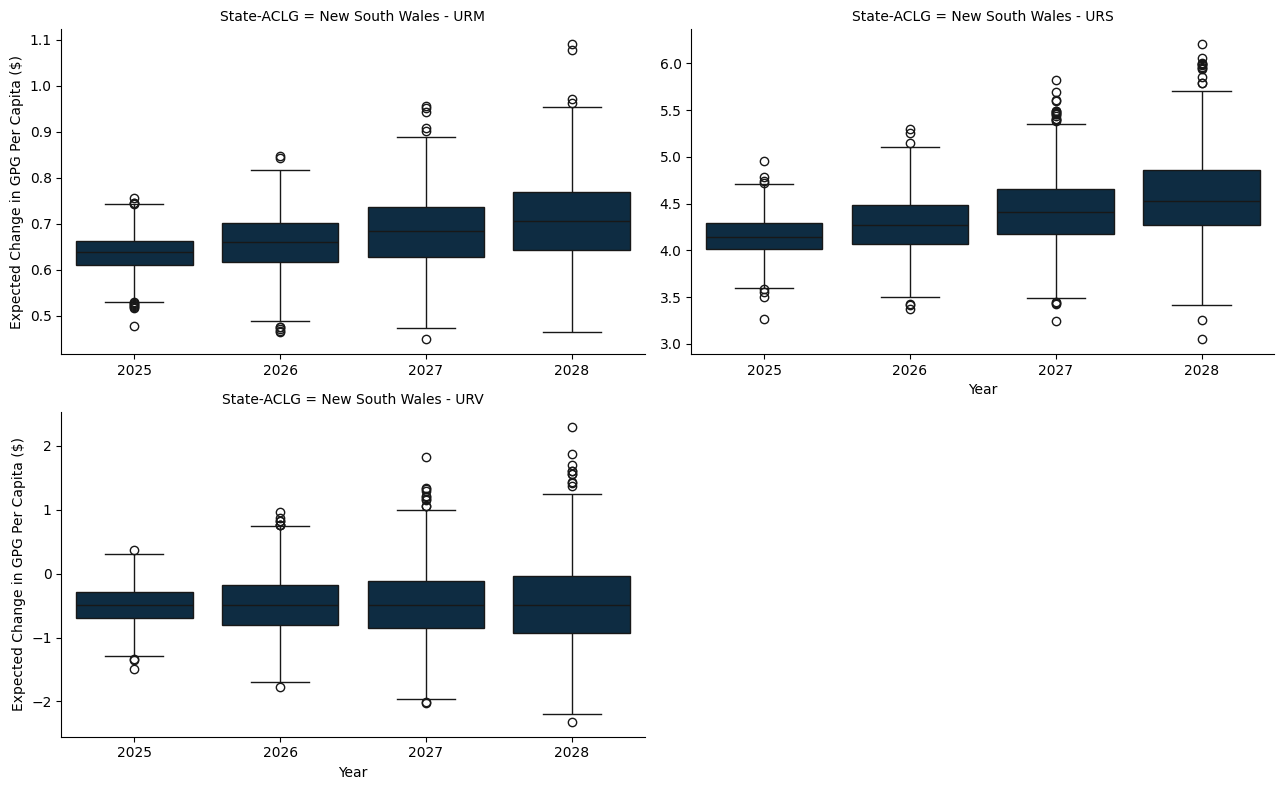 State-ACLG = New South Wales - URM
Expected Change in GPG Per Capita ($)
1.1
1.0
0.9
0.8
0.7
0.6
0.5
2025 2026 2027 2028
State-ACLG = New South Wales - URS
6.0
5.5
5.0
4.5
4.0
3.5
3.0
2025 2026 2027 2028
Year
State-ACLG = New South Wales - URV
Expected Change in GPG Per Capita ($)
2
1
0
−1
−2
2025 2026 2027 2028
Year